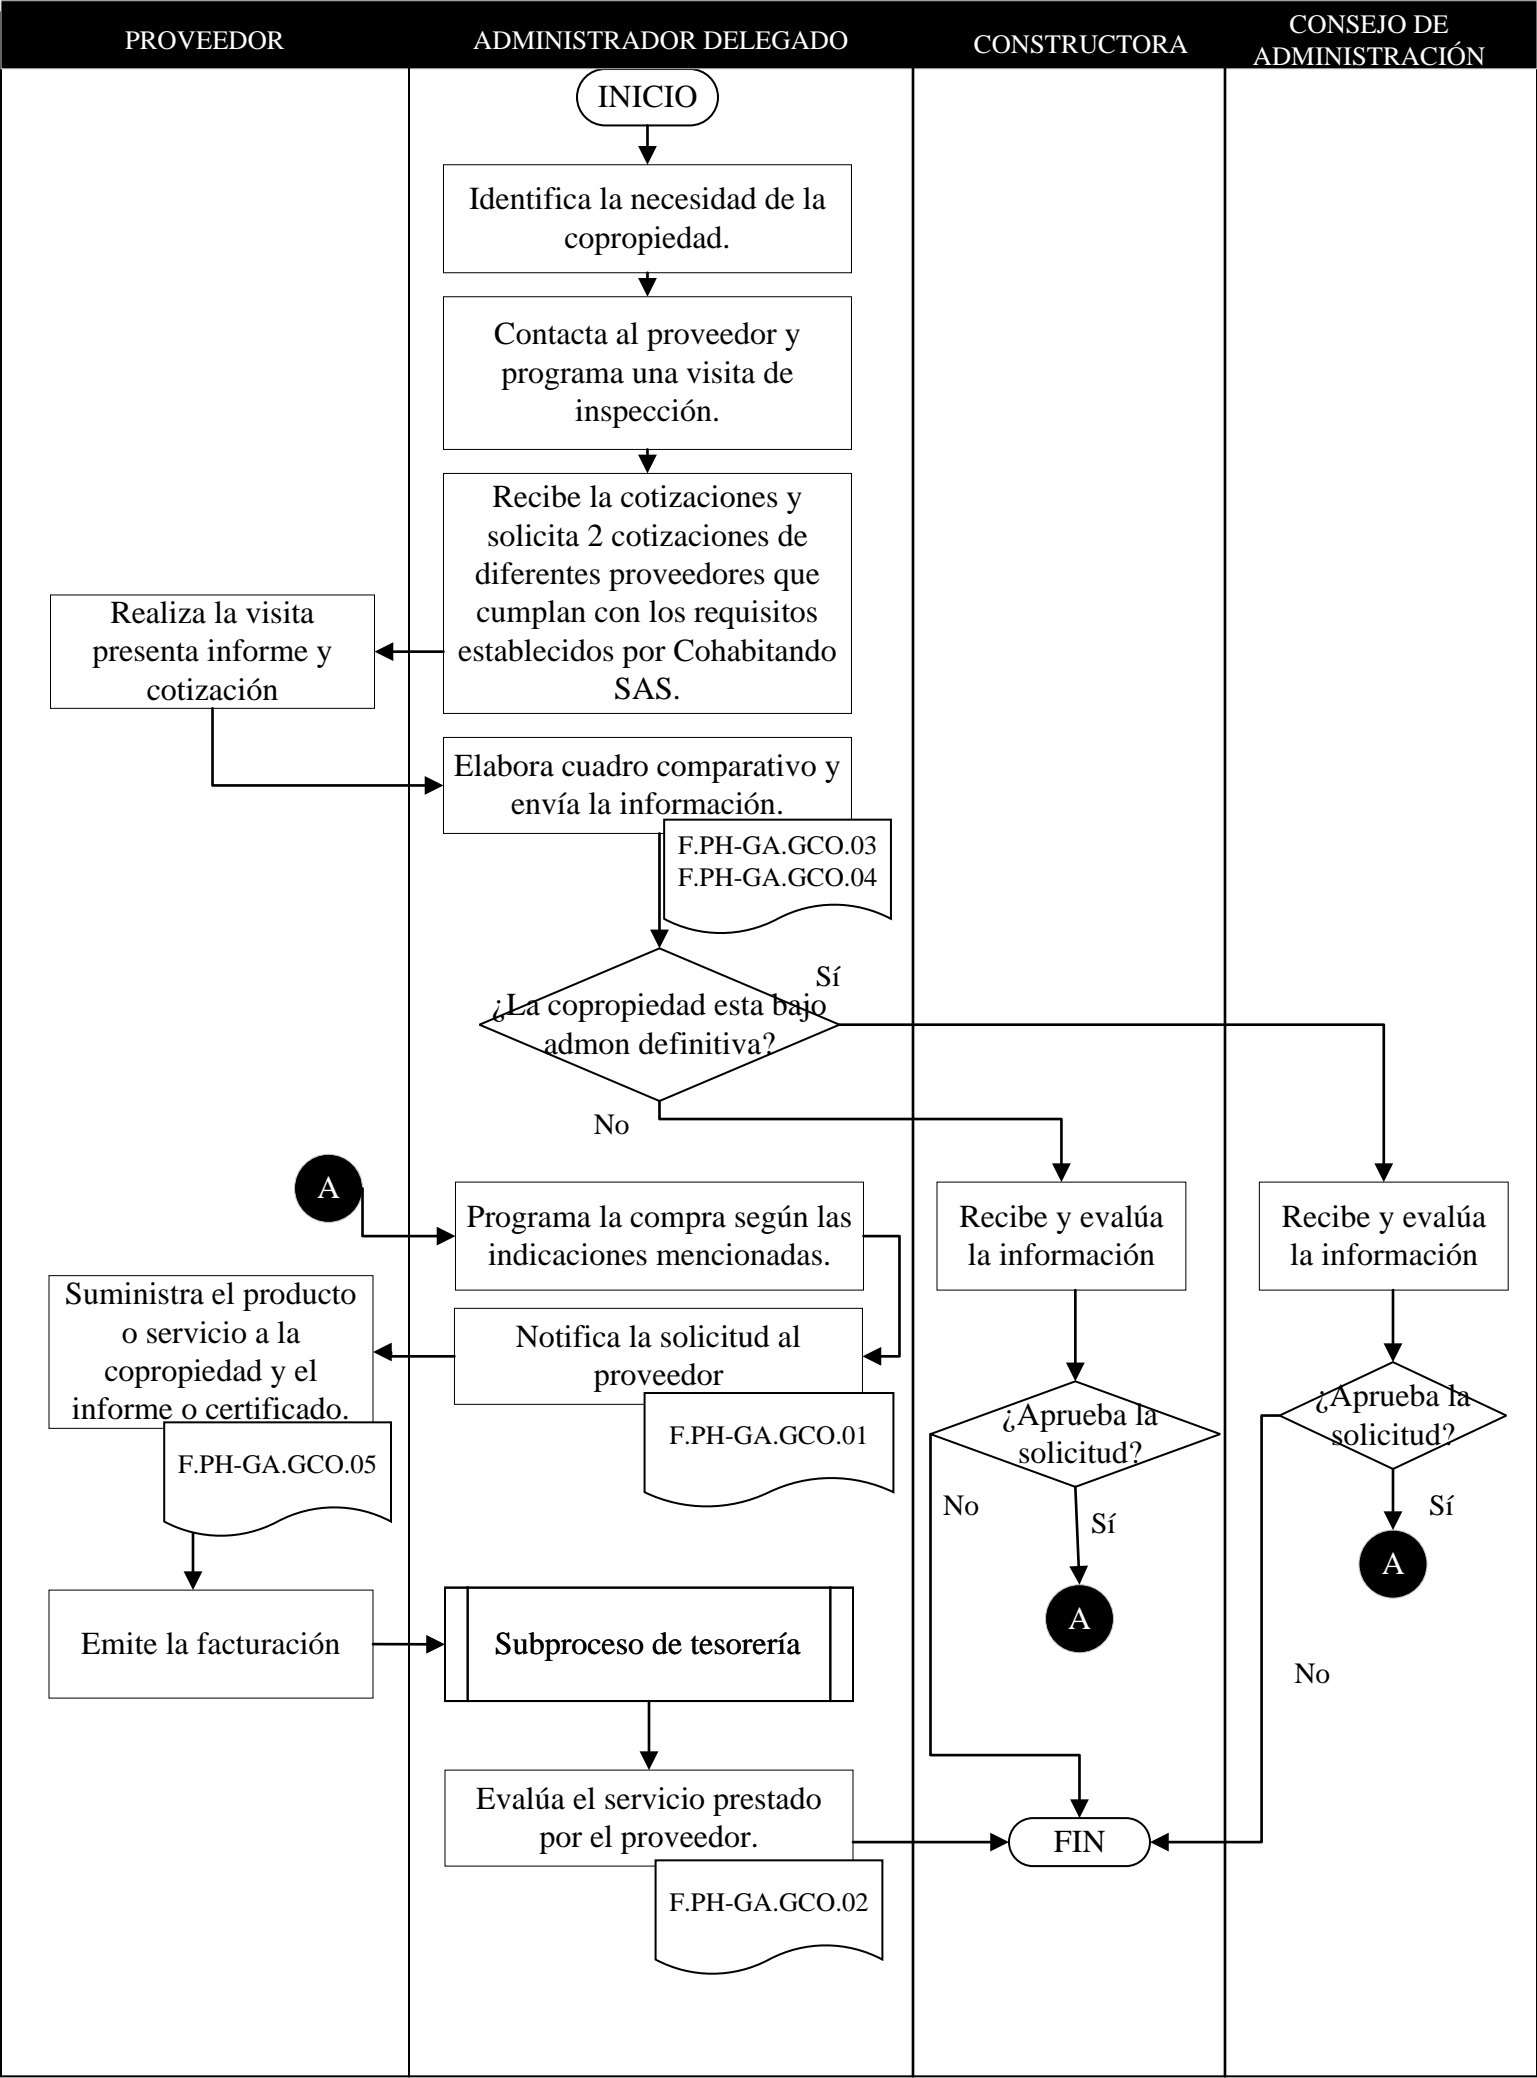 PROVEEDOR
ADMINISTRADOR DELEGADO
CONSTRUCTORA
CONSEJO DE
ADMINISTRACIÓN
INICIO
Identifica la necesidad de la
copropiedad.
Contacta al proveedor y
programa una visita de
inspección.
Recibe la cotizaciones y
solicita 2 cotizaciones de
diferentes proveedores que
cumplan con los requisitos
establecidos por Cohabitando
SAS.
Realiza la visita
presenta informe y
cotización
Elabora cuadro comparativo y
envía la información.
F.PH-GA.GCO.03
F.PH-GA.GCO.04
¿La copropiedad esta bajo
admon definitiva?
Sí
No
A
Programa la compra según las
indicaciones mencionadas.
Recibe y evalúa
la información
Recibe y evalúa
la información
Suministra el producto
o servicio a la
copropiedad y el
informe o certificado.
F.PH-GA.GCO.05
Notifica la solicitud al
proveedor
F.PH-GA.GCO.01
¿Aprueba la
solicitud?
No
Sí
A
¿Aprueba la
solicitud?
Sí
A
No
Emite la facturación
Subproceso de tesorería
Evalúa el servicio prestado
por el proveedor.
F.PH-GA.GCO.02
FIN